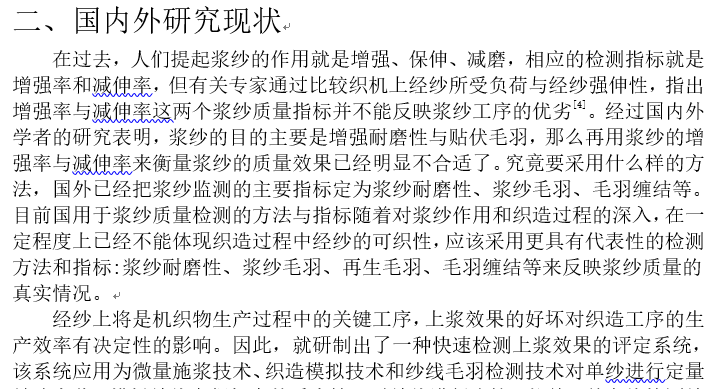 二、国内外研究现状
在过去，人们提起浆纱的作用就是增强、保伸、减磨，相应的检测指标就是
增强率和减伸率，但有关专家通过比较织机上经纱所受负荷与经纱强伸性，指出
增强率与减伸率这两个浆纱质量指标并不能反映浆纱工序的优劣[4]。经过国内外
学者的研究表明，浆纱的目的主要是增强耐磨性与贴伏毛羽，那么再用浆纱的增
强率与减伸率来衡量浆纱的质量效果已经明显不合适了。究竟要采用什么样的方
法，国外已经把浆纱监测的主要指标定为浆纱耐磨性、浆纱毛羽、毛羽缠结等。
目前国用于浆纱质量检测的方法与指标随着对浆纱作用和织造过程的深入，在一
定程度上已经不能体现织造过程中经纱的可织性，应该采用更具有代表性的检测
方法和指标:浆纱耐磨性、浆纱毛羽、再生毛羽、毛羽缠结等来反映浆纱质量的
真实情况。
经纱上将是机织物生产过程中的关键工序，上浆效果的好坏对织造工序的生
产效率有决定性的影响。因此，就研制出了一种快速检测上浆效果的评定系统，
该系统应用为微量施浆技术、织造模拟技术和纱线毛羽检测技术对单纱进行定量